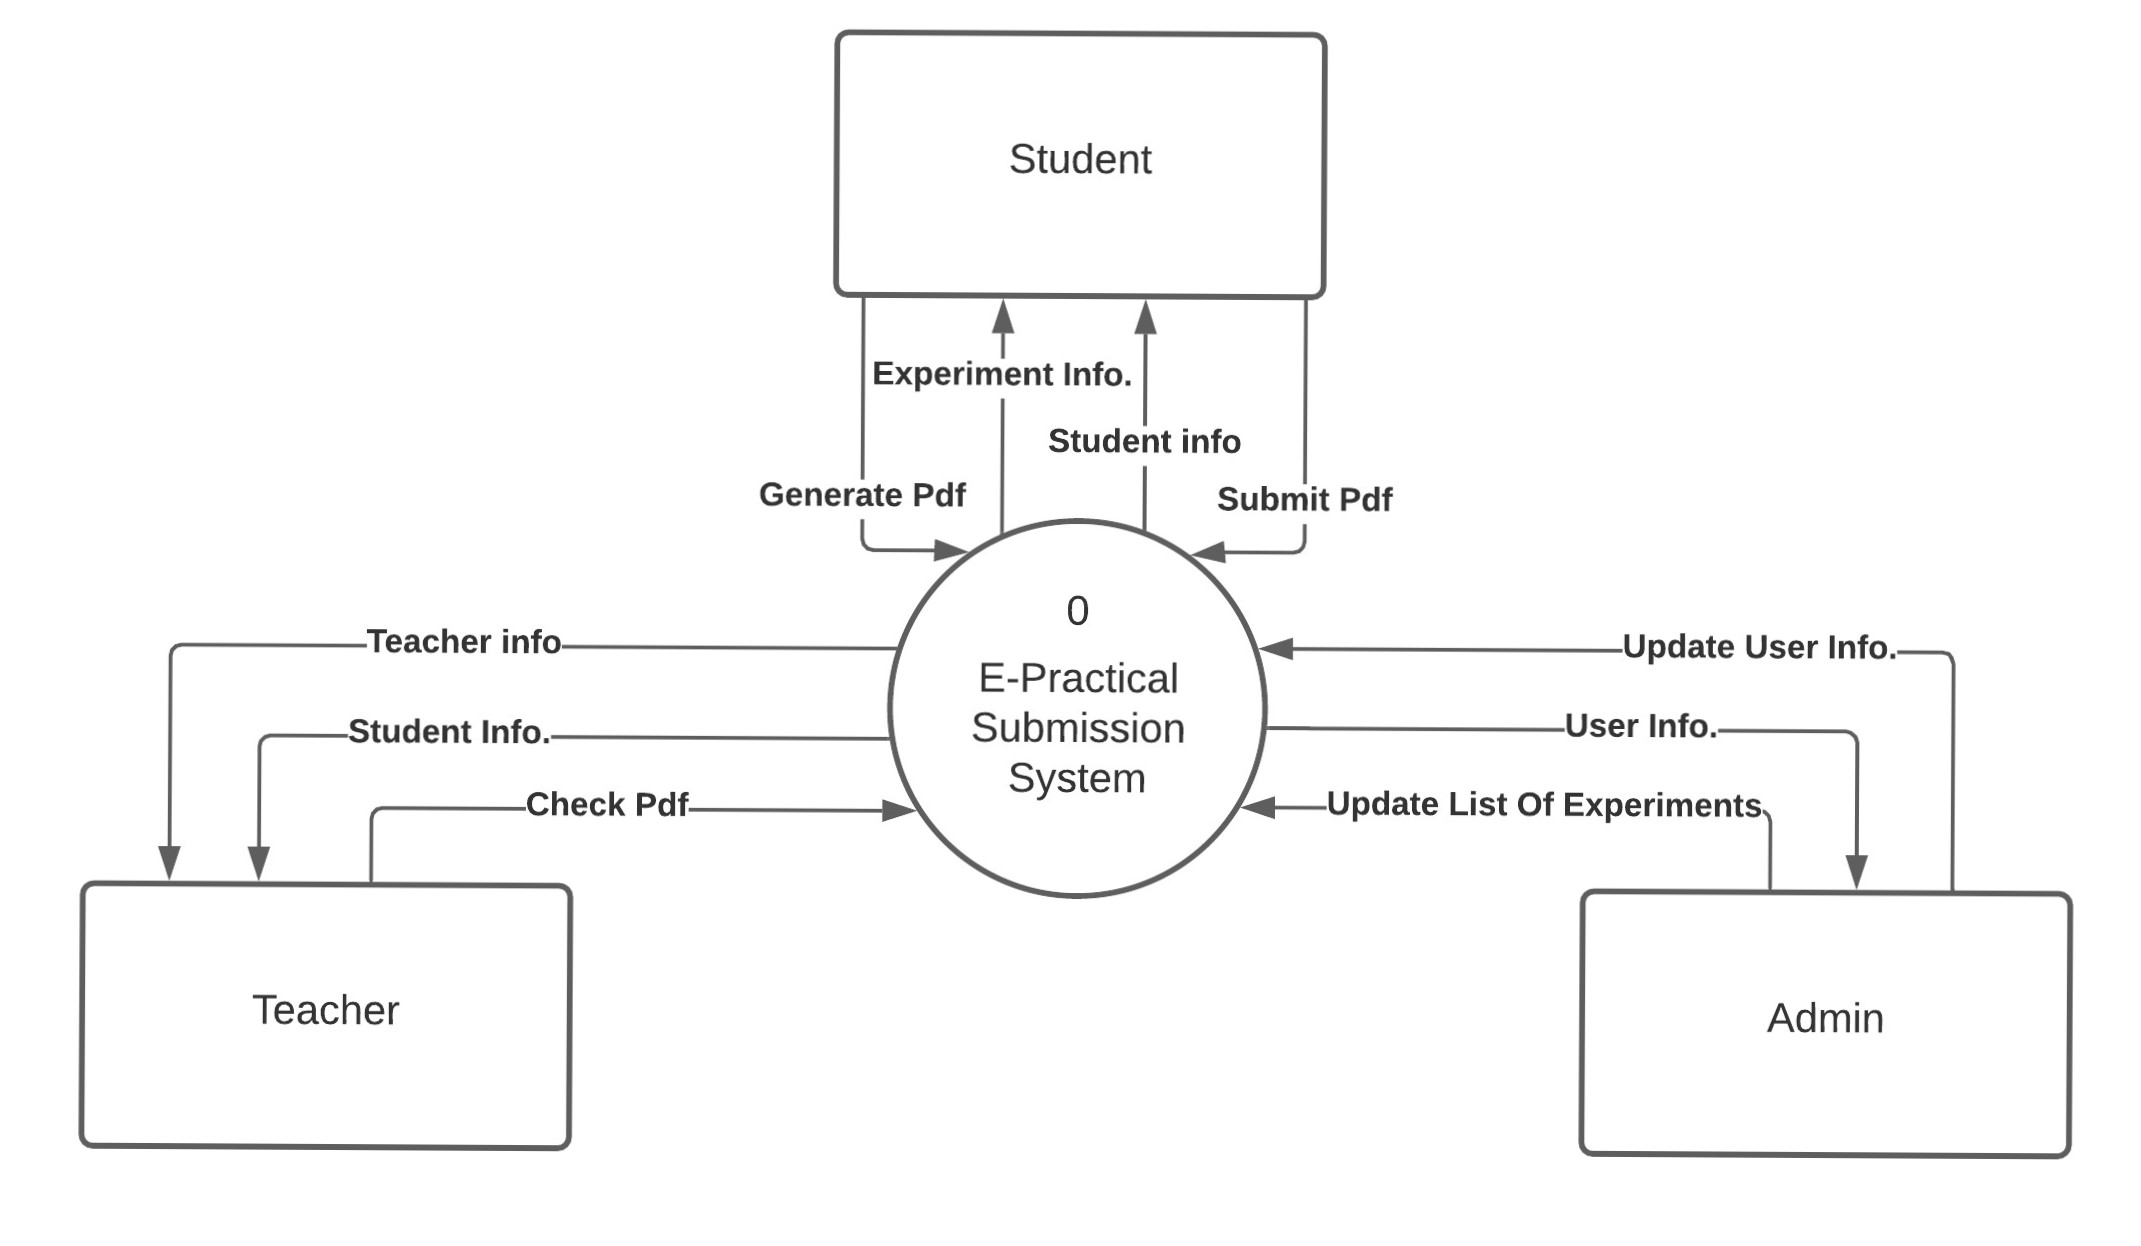 Student
Experiment Info.
Student info
Generate Pdf
Submit Pdf
0
E-Practical
Submission
System
Teacher info
Student Info.
Check Pdf
Update User Info.
User Info.
Update List Of Experiments
Teacher
Admin